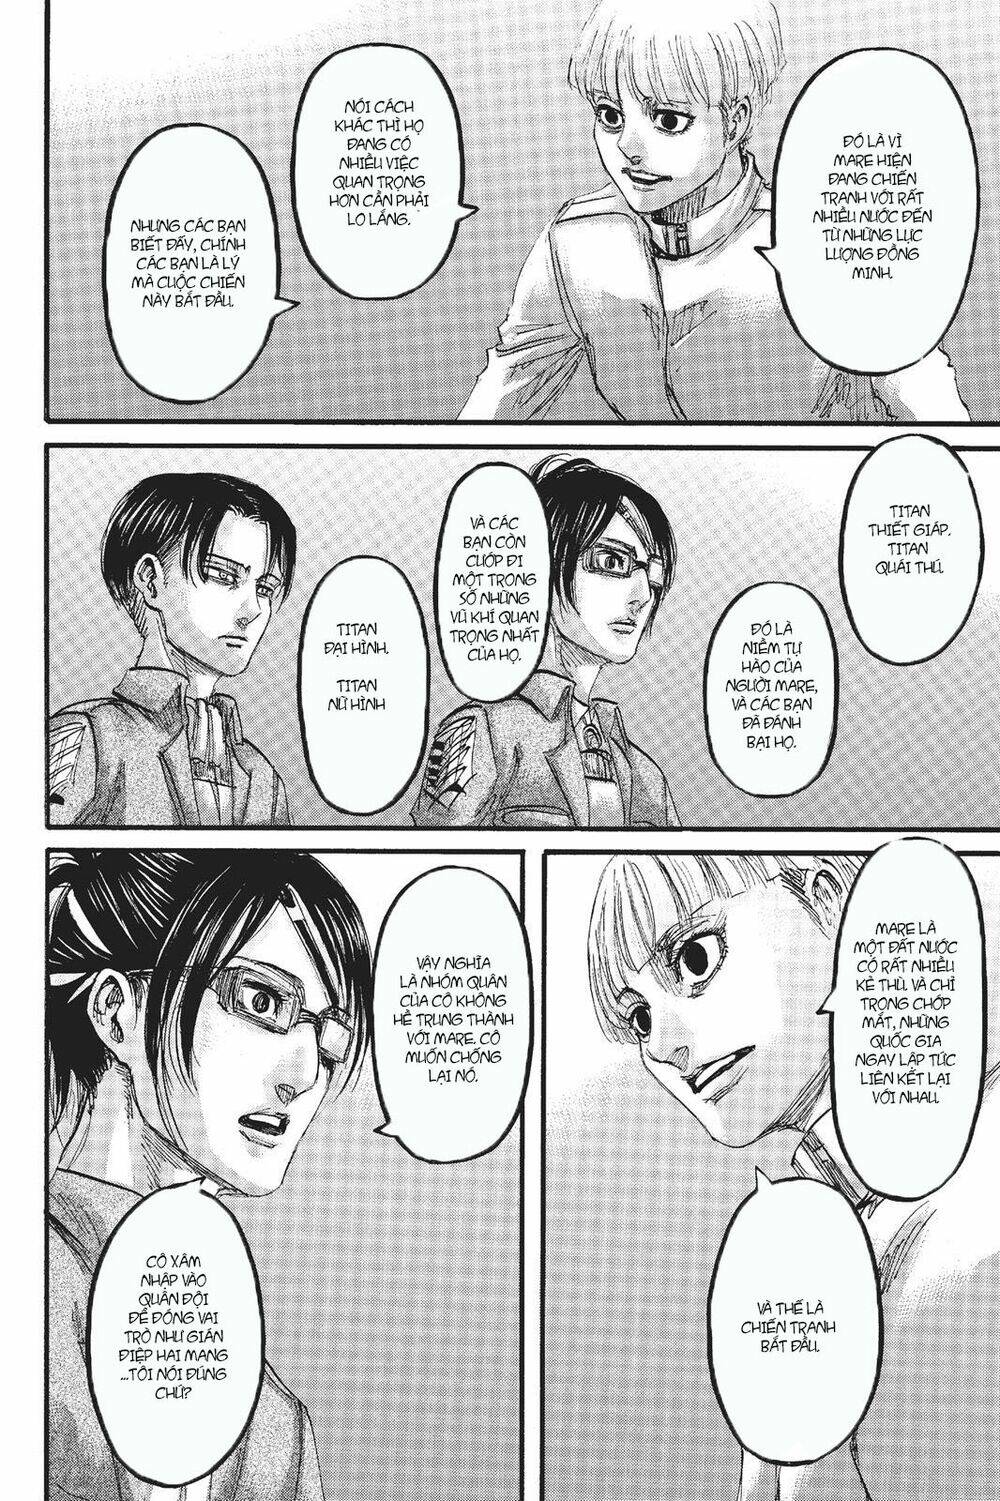 ĐÓ LÀ VÌ
MARE HIỆN
ĐANG CHIẾN
TRANH VỚI RẤT
NHIỀU NƯỚC ĐẾN
TỪ NHỮNG LỰC
LƯỢNG ĐỒNG
MINH.
NÓI CÁCH
KHÁC THÌ HỌ
ĐANG CÓ
NHIỀU VIỆC
QUAN TRỌNG
HƠN CẦN PHẢI
LO LẮNG.
NHƯNG CÁC BẠN
BIẾT ĐẤY, CHÍNH
CÁC BẠN LÀ LÝ
MÀ CUỘC CHIẾN
NÀY BẮT ĐẦU.
TITAN
THIẾT GIÁP.
TITAN
QUÁI THÚ.
ĐÓ LÀ
NIỀM TỰ
HÀO CỦA
NGƯỜI MARE,
VÀ CÁC BẠN
ĐÃ ĐÁNH
BẠI HỌ.
VÀ CÁC
BẠN CÒN
CƯỚP ĐI
MỘT TRONG
SỐ NHỮNG
VŨ KHÍ QUAN
TRỌNG NHẤT
CỦA HỌ.
TITAN
ĐẠI HÌNH.
TITAN
NỮ HÌNH
MARE LÀ
MỘT ĐẤT NƯỚC
CÓ RẤT NHIỀU
KẺ THÙ. VÀ CHỈ
TRONG CHỚP
MẮT, NHỮNG
QUỐC GIA
NGAY LẬP TỨC
LIÊN KẾT LẠI
VỚI NHAU.
VÀ THẾ LÀ
CHIẾN TRANH
BẮT ĐẦU.
VẬY NGHĨA
LÀ NHÓM QUÂN
CỦA CÔ KHÔNG
HỀ TRUNG THÀNH
VỚI MARE. CÔ
MUỐN CHỐNG
LẠI NÓ.
CÔ XÂM
NHẬP VÀO
QUÂN ĐỘI
ĐỂ ĐÓNG VAI
TRÒ NHƯ GIÁN
ĐIỆP HAI MANG
...TÔI NÓI ĐÚNG
CHỨ?